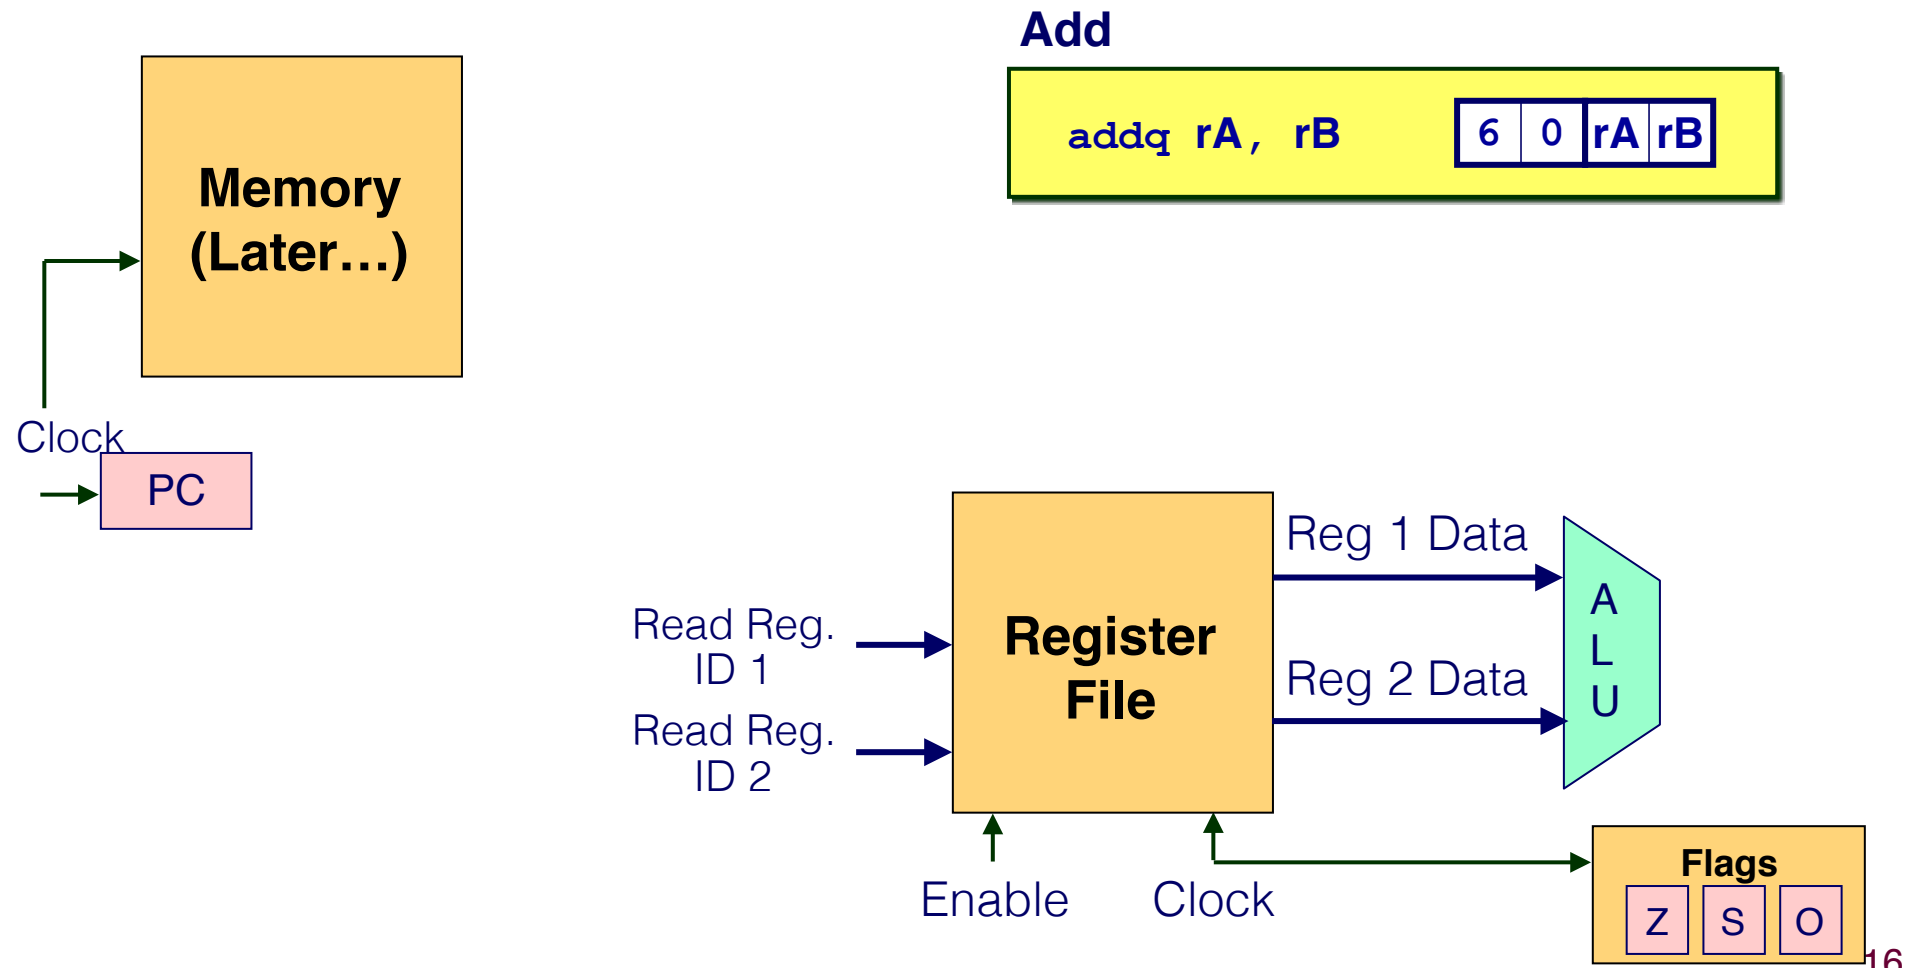 Add
addq rA, rB
6 0 rA rB
Memory
(Later...)
Clock
PC
Read Reg.
ID 1
Read Reg.
ID 2
Register
File
Reg 1 Data
Reg 2 Data
A
L
U
Enable
Clock
Flags
Z S O
16